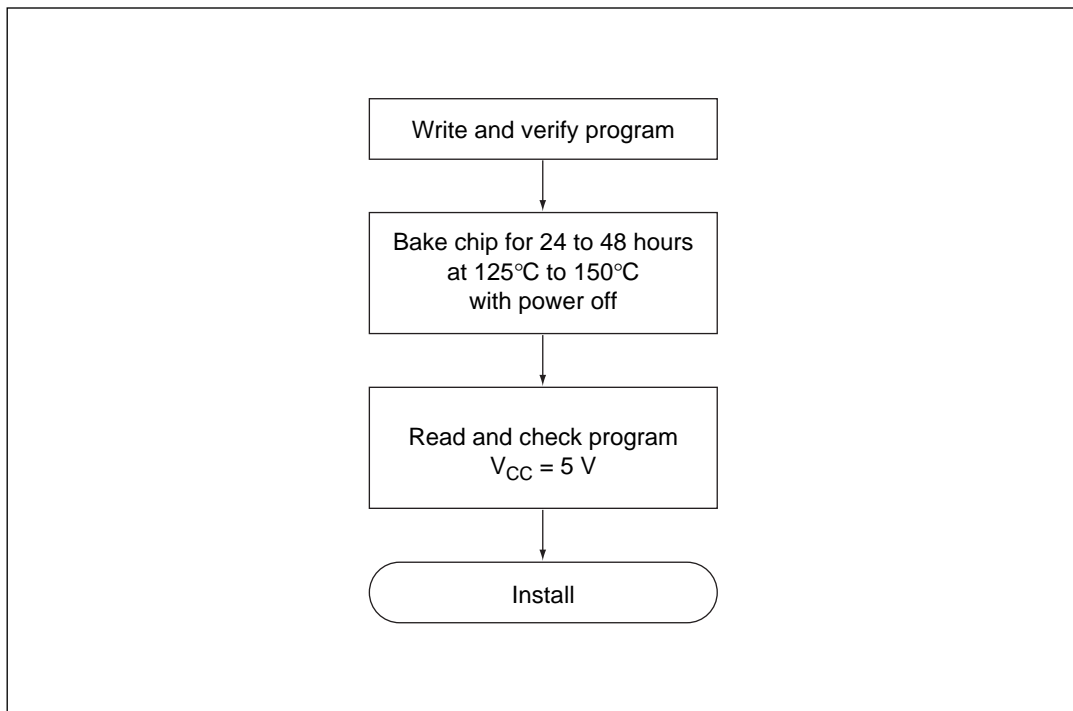 Write and verify program
Bake chip for 24 to 48 hours
at 125°C to 150°C
with power off
Read and check program
VCC = 5 V
Install